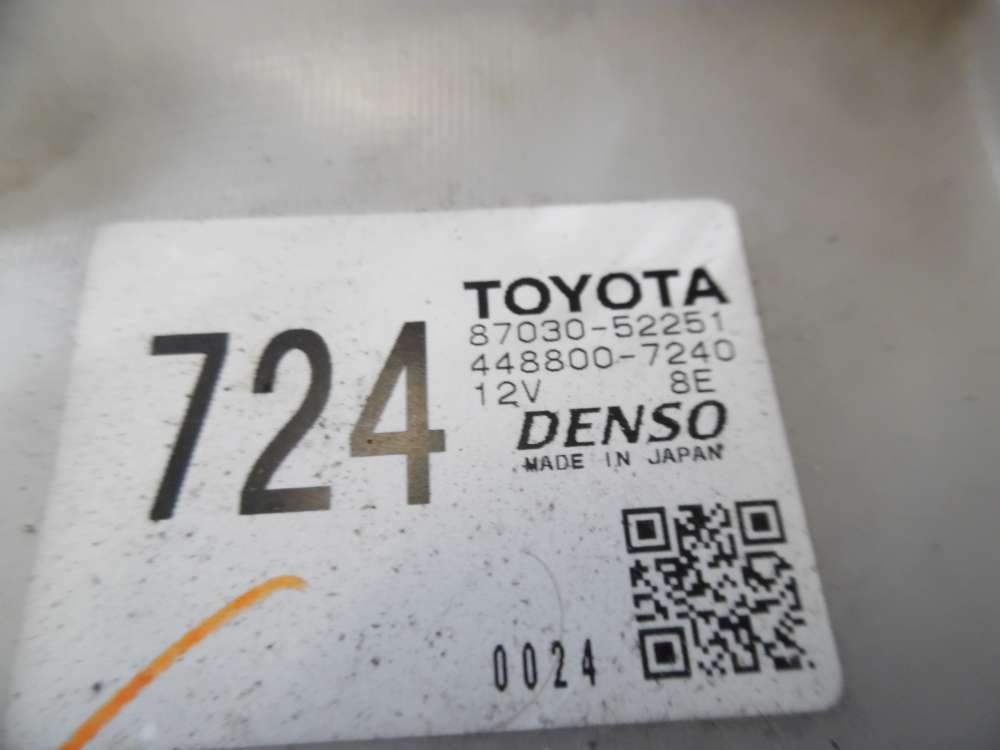 724
TOYOTA
87030-52251
448800-7240
12V 8E
DENSO
MADE IN JAPAN
0024